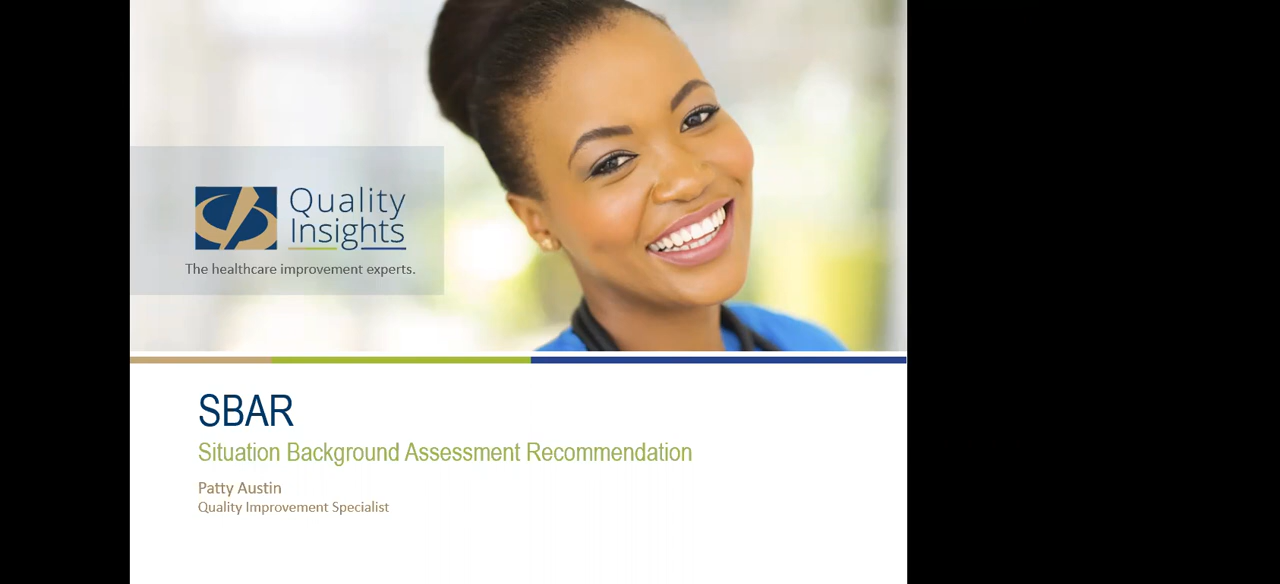 Quality
Insights
The healthcare improvement experts.
SBAR
Situation Background Assessment Recommendation
Patty Austin
Quality Improvement Specialist